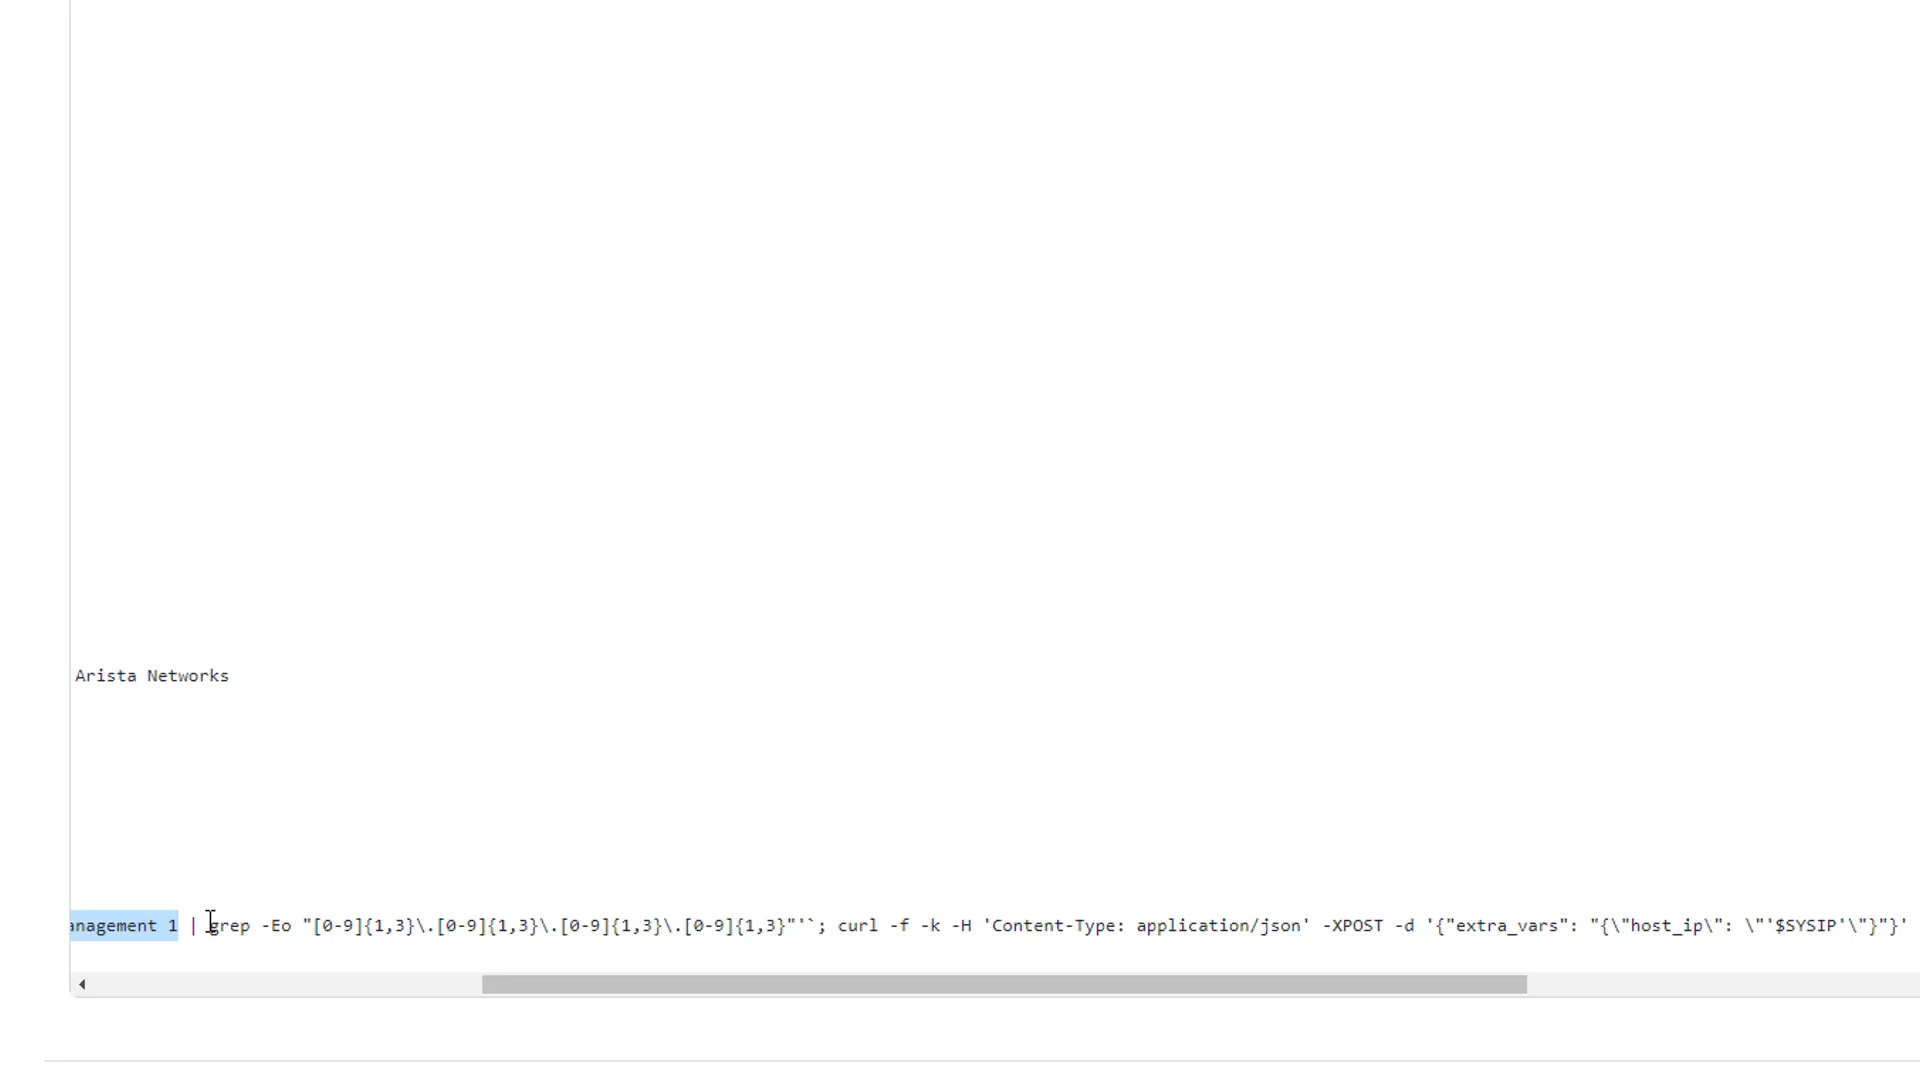 Arista Networks
anagement 1 | grep -Eo "[0-9]{1,3}\.[0-9]{1,3}\.[0-9]{1,3}\.[0-9]{1,3}"'`; curl -f -k -H 'Content-Type: application/json' -XPOST -d '{"extra_vars": "{\"host_ip\": \"'$SYSIP'\"}"}'